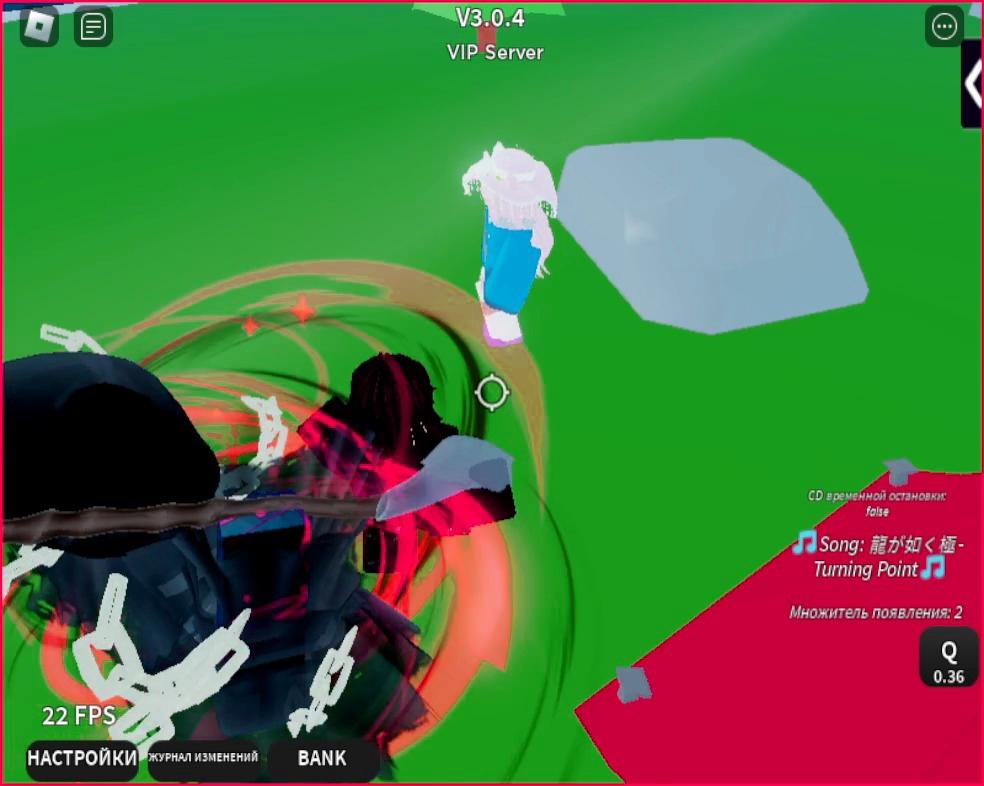 V3.0.4
VIP Server
CD временной остановки:
false
🎵Song: 龍が如く極 -
Turning Point🎵
Множитель появления: 2
Q
0.36
22 FPS
НАСТРОЙКИ
ЖУРНАЛ ИЗМЕНЕНИЙ
BANK